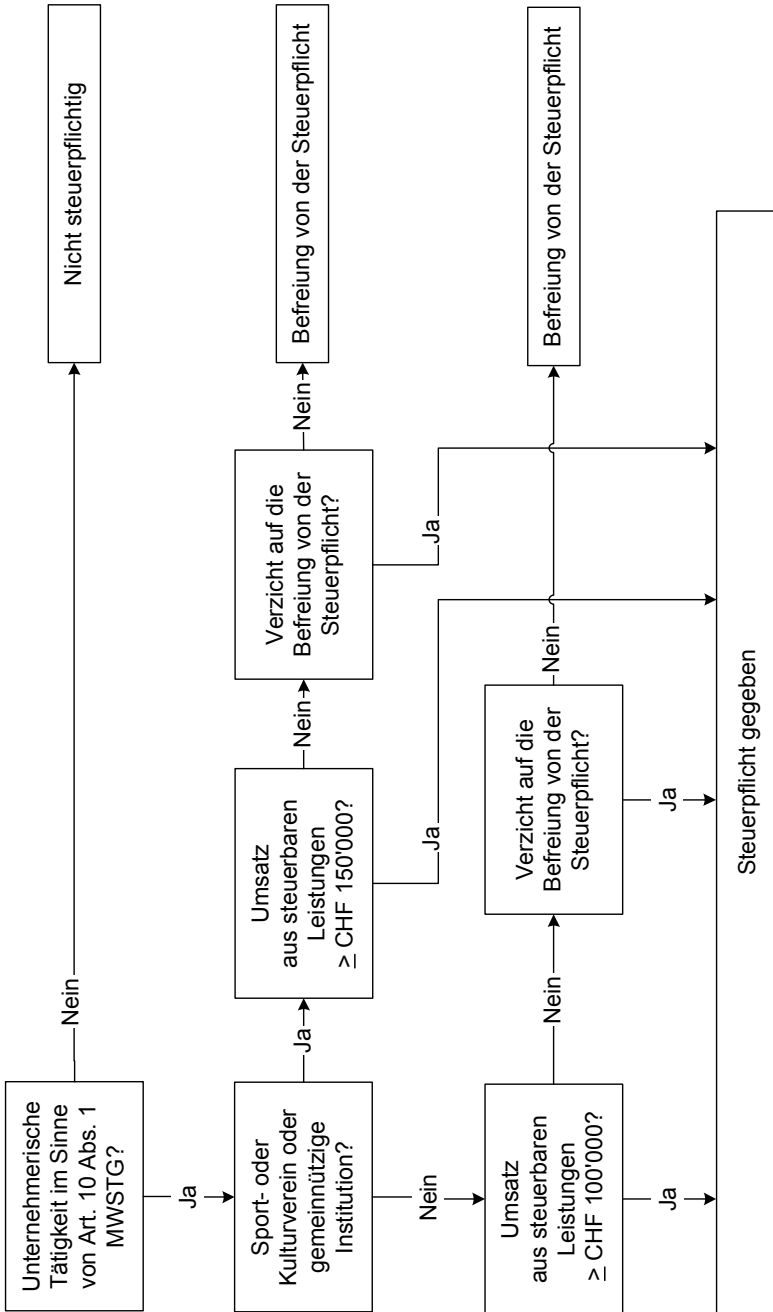 Unternehmerische
Tätigkeit im Sinne
von Art. 10 Abs. 1
MWSTG?
Nein
Nicht steuerpflichtig
Ja
Sport- oder
Kulturverein oder
gemeinnützige
Institution?
Ja
Umsatz
aus steuerbaren
Leistungen
≥ CHF 150'000?
Nein
Verzicht auf die
Befreiung von der
Steuerpflicht?
Nein
Befreiung von der Steuerpflicht
Ja
Ja
Nein
Umsatz
aus steuerbaren
Leistungen
≥ CHF 100'000?
Nein
Verzicht auf die
Befreiung von der
Steuerpflicht?
Nein
Befreiung von der Steuerpflicht
Ja
Ja
Steuerpflicht gegeben